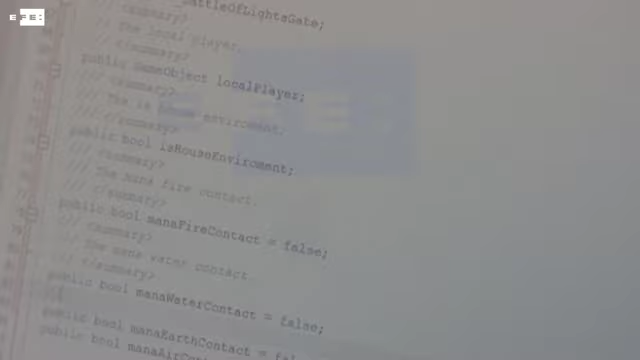 EFE:
BattleOfLightsGate;
/// <summary>
/// The local player.
/// </summary>
public GameObject localPlayer;
/// <summary>
/// The is house enviroment.
/// </summary>
public bool isHouseEnviroment;
/// <summary>
/// The mana fire contact.
/// </summary>
public bool manaFireContact = false;
/// <summary>
/// The mana water contact.
/// </summary>
public bool manaWaterContact = false;
public bool manaEarthContact =
public bool